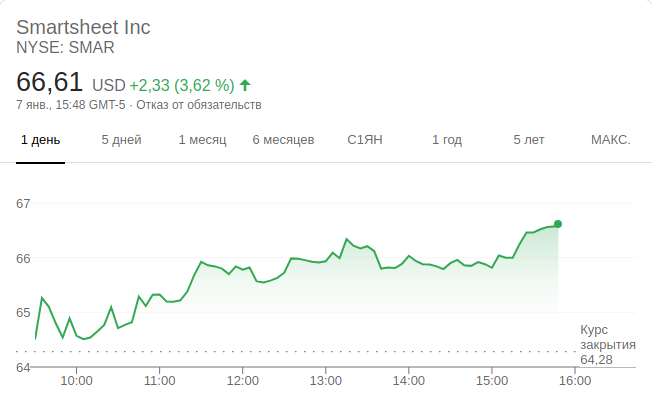 Smartsheet Inc
NYSE: SMAR
66,61 USD +2,33 (3,62 %)
7 янв., 15:48 GMT-5 · Отказ от обязательств
1 день 5 дней 1 месяц 6 месяцев С1ЯН 1 год 5 лет МАКС.
67
66
65
64
Курс
закрытия
64,28
10:00 11:00 12:00 13:00 14:00 15:00 16:00